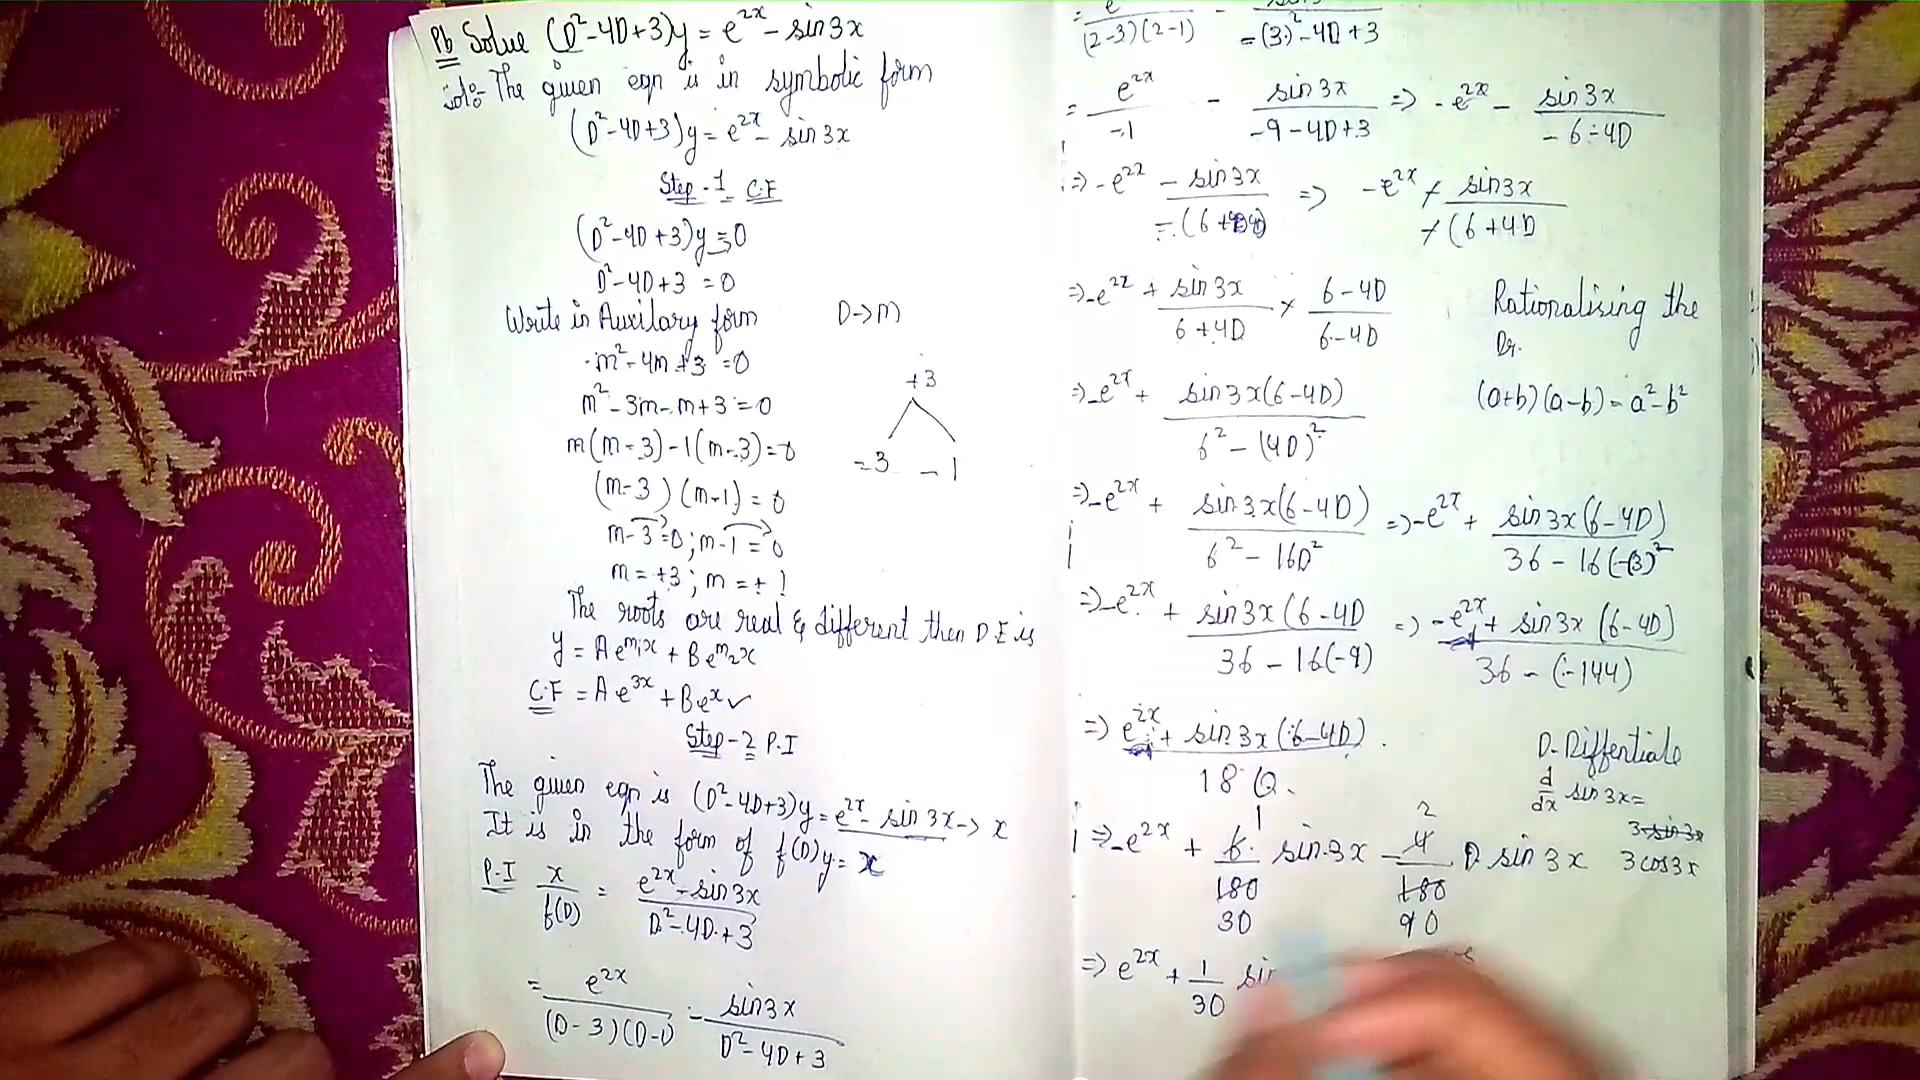 Pb Solve (D²-4D+3)y = e^2x - sin3x
Sol:- The given eqn is in symbolic form
(D²-4D+3)y = e^2x - sin3x
Step-1 C.F
(D²-4D+3)y = 0
D²-4D+3 = 0
Write in Auxilary form D->m
m²-4m+3 = 0
+3
m²-3m-m+3 = 0
m(m-3)-1(m-3) = 0
-3 -1
(m-3)(m-1) = 0
m-3=0; m-1=0
m=+3; m=+1
The roots are real & different then D E is
y = Ae^m₁x + Be^m₂x
C.F = Ae^3x + Be^x ✓
Step-2 P.I
The given eqn is (D²-4D+3)y = e^2x - sin3x -> x
It is in the form of f(D)y = x
P.I x/f(D) = (e^2x - sin3x)/(D²-4D+3)
= e^2x/((D-3)(D-1)) - sin3x/(D²-4D+3)
(2-3)(2-1) - =(3)²-4D+3
= e^2x/-1 - sin3x/(-9-4D+3) => -e^2x - sin3x/(-6-4D)
=> -e^2x - sin3x => -e^2x + sin3x/+(6+4D
=> -e^2x + sin3x/(6+4D) × (6-4D)/(6-4D) Rationalising the
Dr.
=> -e^2x + sin3x(6-4D)/(6²-(4D)²) (a+b)(a-b) = a²-b²
=> -e^2x + sin3x(6-4D)/(6²-16D²) => -e^2x + sin3x(6-4D)/(36-16(-3)²
=> -e^2x + sin3x(6-4D/(36-16(-9)) => -e^2x + sin3x(6-4D)/(36-(-144))
=> e^2x + sin3x(6-4D)/180
D-Diffentiale
d/dx sin3x =
3 sin3x
=> -e^2x + 6/180 sin3x - 4/180 D sin3x 3cos3x
1 30 2 90
=> e^2x + 1/30